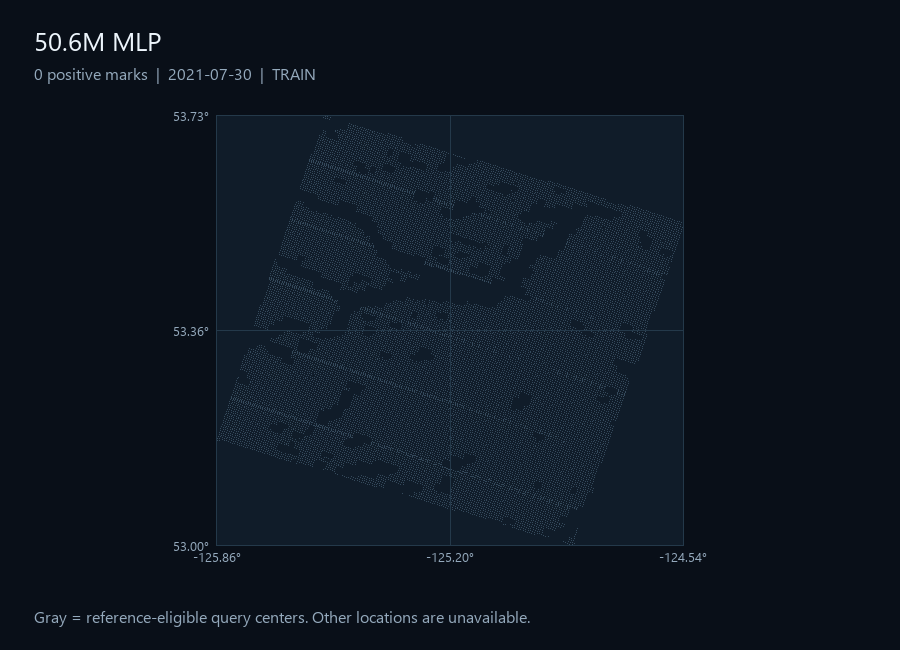 50.6M MLP
0 positive marks | 2021-07-30 | TRAIN
53.73°
53.36°
53.00°
-125.86°
-125.20°
-124.54°
Gray = reference-eligible query centers. Other locations are unavailable.